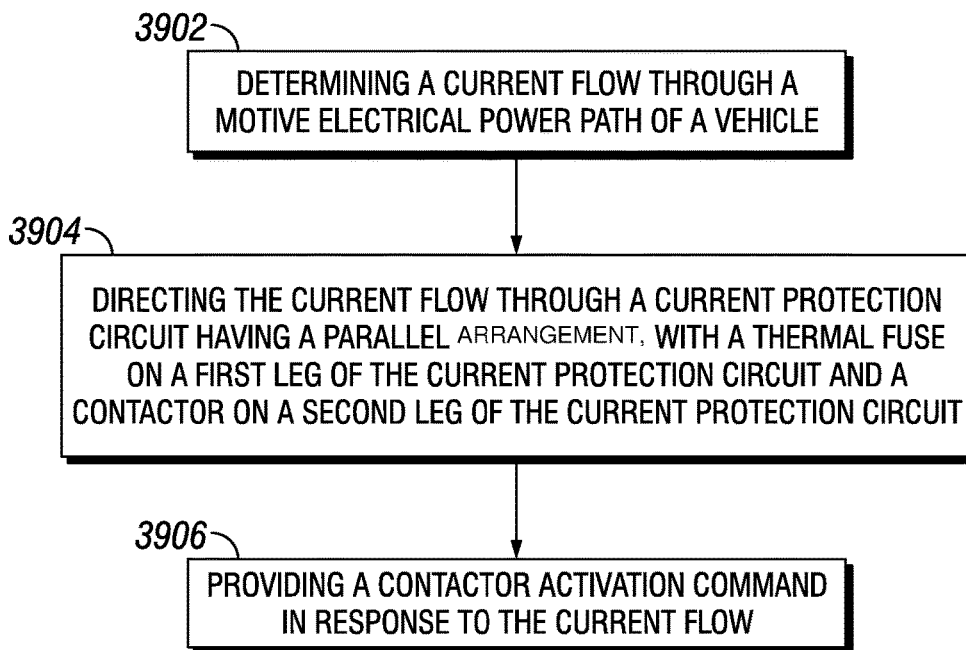 3902
DETERMINING A CURRENT FLOW THROUGH A
MOTIVE ELECTRICAL POWER PATH OF A VEHICLE
3904
DIRECTING THE CURRENT FLOW THROUGH A CURRENT PROTECTION
CIRCUIT HAVING A PARALLEL ARRANGEMENT, WITH A THERMAL FUSE
ON A FIRST LEG OF THE CURRENT PROTECTION CIRCUIT AND A
CONTACTOR ON A SECOND LEG OF THE CURRENT PROTECTION CIRCUIT
3906
PROVIDING A CONTACTOR ACTIVATION COMMAND
IN RESPONSE TO THE CURRENT FLOW